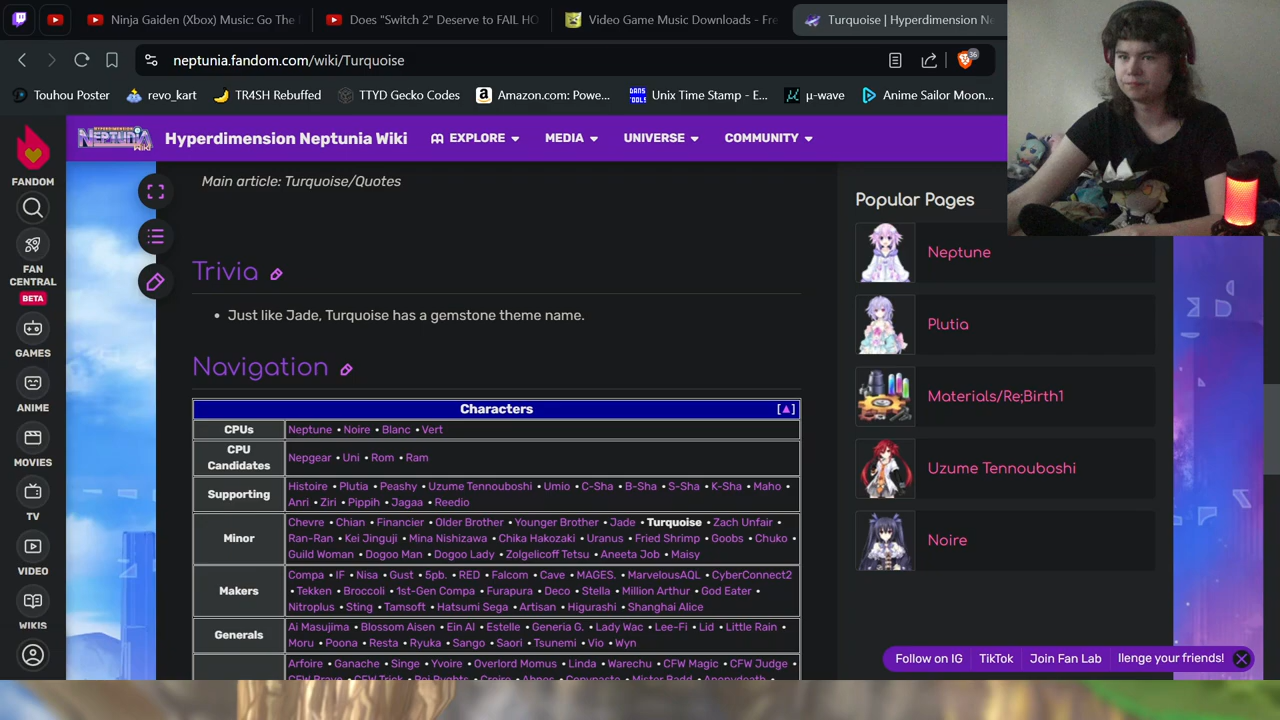 Ninja Gaiden (Xbox) Music: Go The
Does "Switch 2" Deserve to FAIL HO
Video Game Music Downloads - Fre
Turquoise | Hyperdimension Ne
neptunia.fandom.com/wiki/Turquoise
36
Touhou Poster
revo_kart
TR4SH Rebuffed
TTYD Gecko Codes
Amazon.com: Powe...
DAN'S TOOLS
Unix Time Stamp - E...
µ-wave
Anime Sailor Moon...
NEPTUNIA WIKI
Hyperdimension Neptunia Wiki
EXPLORE
MEDIA
UNIVERSE
COMMUNITY
FANDOM
FAN CENTRAL
BETA
GAMES
ANIME
MOVIES
TV
VIDEO
WIKIS
Main article: Turquoise/Quotes
Trivia
• Just like Jade, Turquoise has a gemstone theme name.
Navigation
Characters [▲]
CPUs Neptune • Noire • Blanc • Vert
CPU Candidates Nepgear • Uni • Rom • Ram
Supporting Histoire • Plutia • Peashy • Uzume Tennouboshi • Umio • C-Sha • B-Sha • S-Sha • K-Sha • Maho •
Anri • Ziri • Pippih • Jagaa • Reedio
Minor Chevre • Chian • Financier • Older Brother • Younger Brother • Jade • Turquoise • Zach Unfair •
Ran-Ran • Kei Jinguji • Mina Nishizawa • Chika Hakozaki • Uranus • Fried Shrimp • Goobs • Chuko •
Guild Woman • Dogoo Man • Dogoo Lady • Zolgelicoff Tetsu • Aneeta Job • Maisy
Makers Compa • IF • Nisa • Gust • 5pb. • RED • Falcom • Cave • MAGES. • MarvelousAQL • CyberConnect2
• Tekken • Broccoli • 1st-Gen Compa • Furapura • Deco • Stella • Million Arthur • God Eater •
Nitroplus • Sting • Tamsoft • Hatsumi Sega • Artisan • Higurashi • Shanghai Alice
Generals Ai Masujima • Blossom Aisen • Ein Al • Estelle • Generia G. • Lady Wac • Lee-Fi • Lid • Little Rain •
Moru • Poona • Resta • Ryuka • Sango • Saori • Tsunemi • Vio • Wyn
Arfoire • Ganache • Singe • Yvoire • Overlord Momus • Linda • Warechu • CFW Magic • CFW Judge •
Popular Pages
Neptune
Plutia
Materials/Re;Birth1
Uzume Tennouboshi
Noire
Follow on IG
TikTok
Join Fan Lab
llenge your friends!